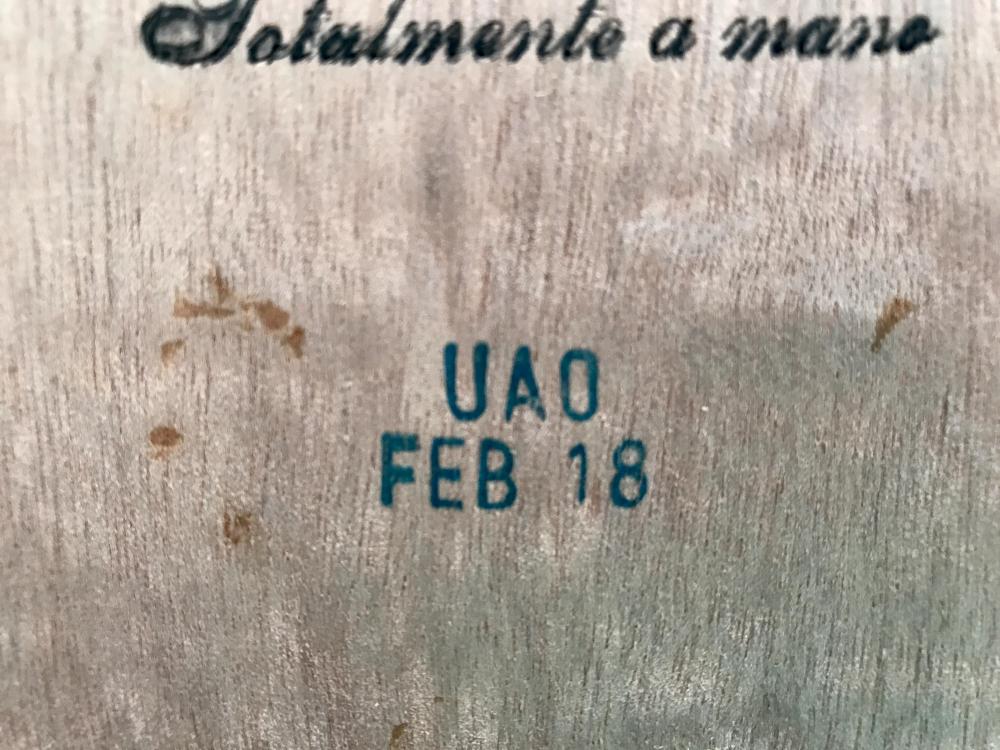 Totalmente a mano
UAO
FEB 18